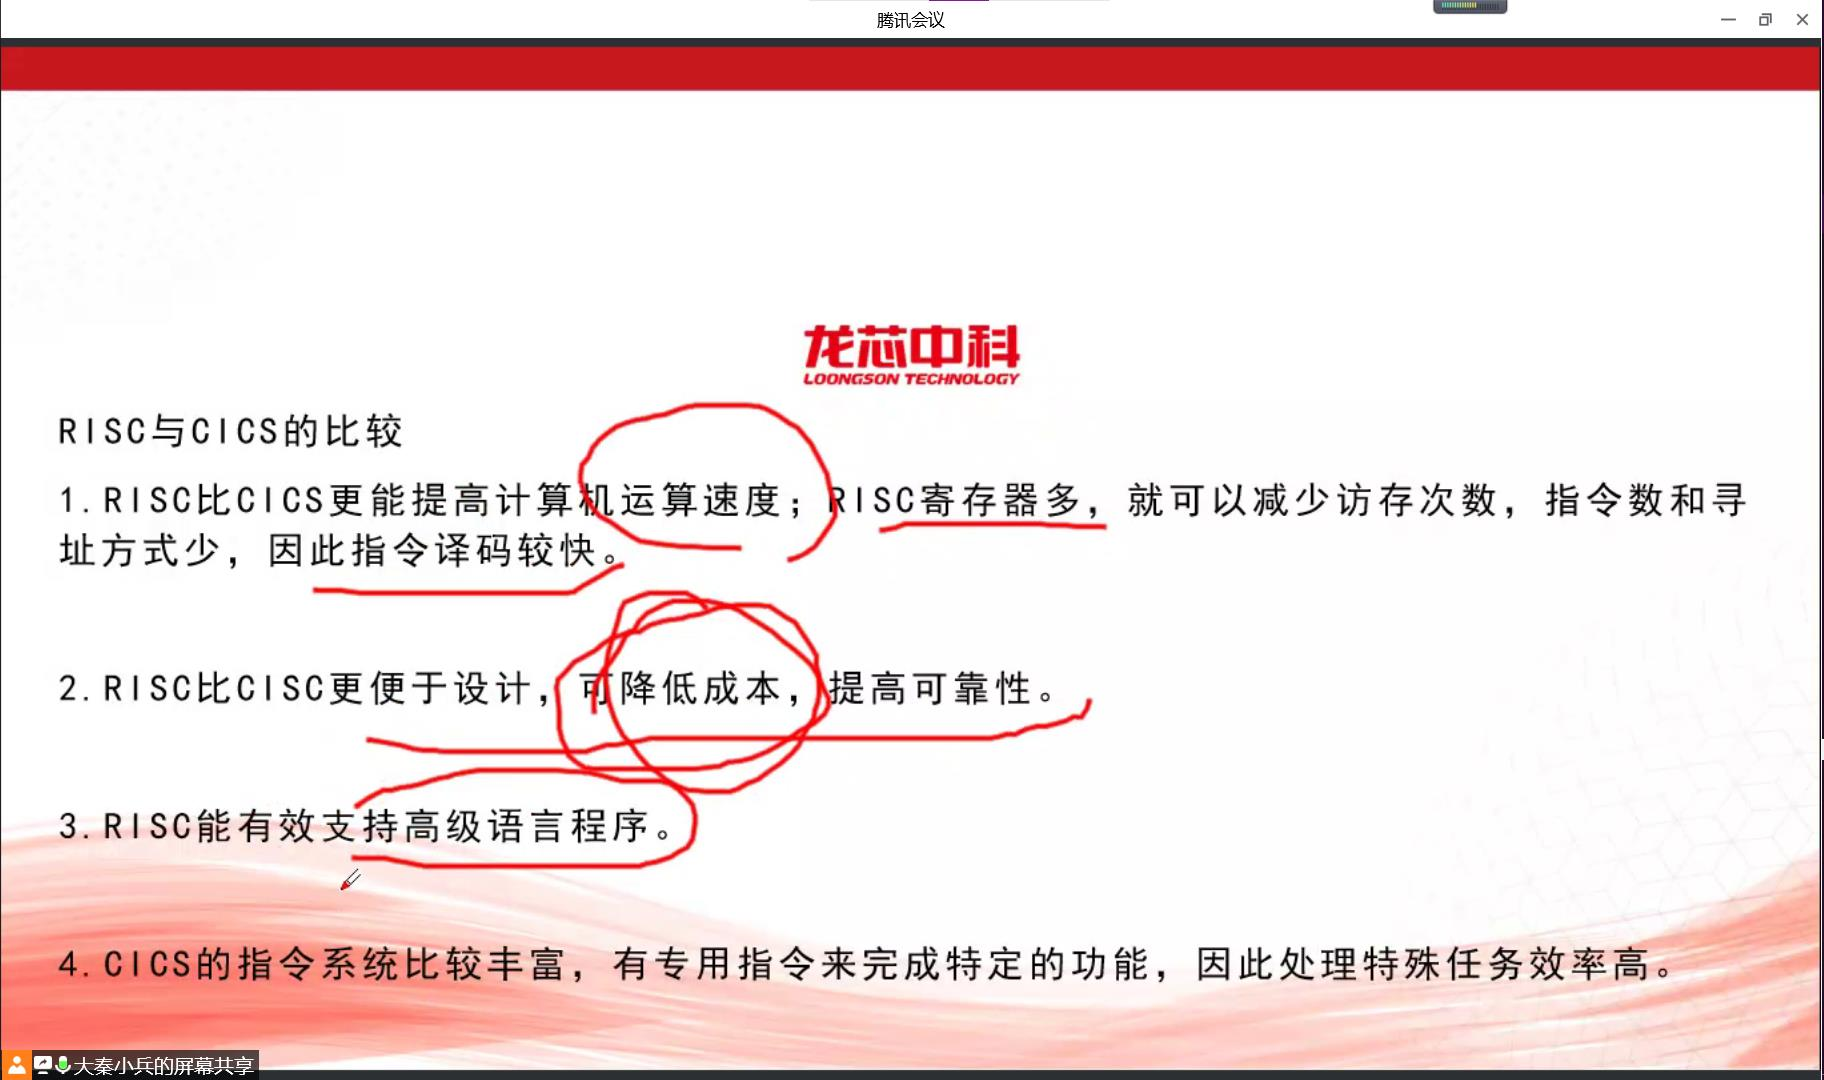 腾讯会议
龙芯中科
LOONGSON TECHNOLOGY
RISC与CICS的比较
1.RISC比CICS更能提高计算机运算速度；RISC寄存器多，就可以减少访存次数，指令数和寻
址方式少，因此指令译码较快。
2.RISC比CISC更便于设计，可降低成本，提高可靠性。
3.RISC能有效支持高级语言程序。
4.CICS的指令系统比较丰富，有专用指令来完成特定的功能，因此处理特殊任务效率高。
大秦小兵的屏幕共享